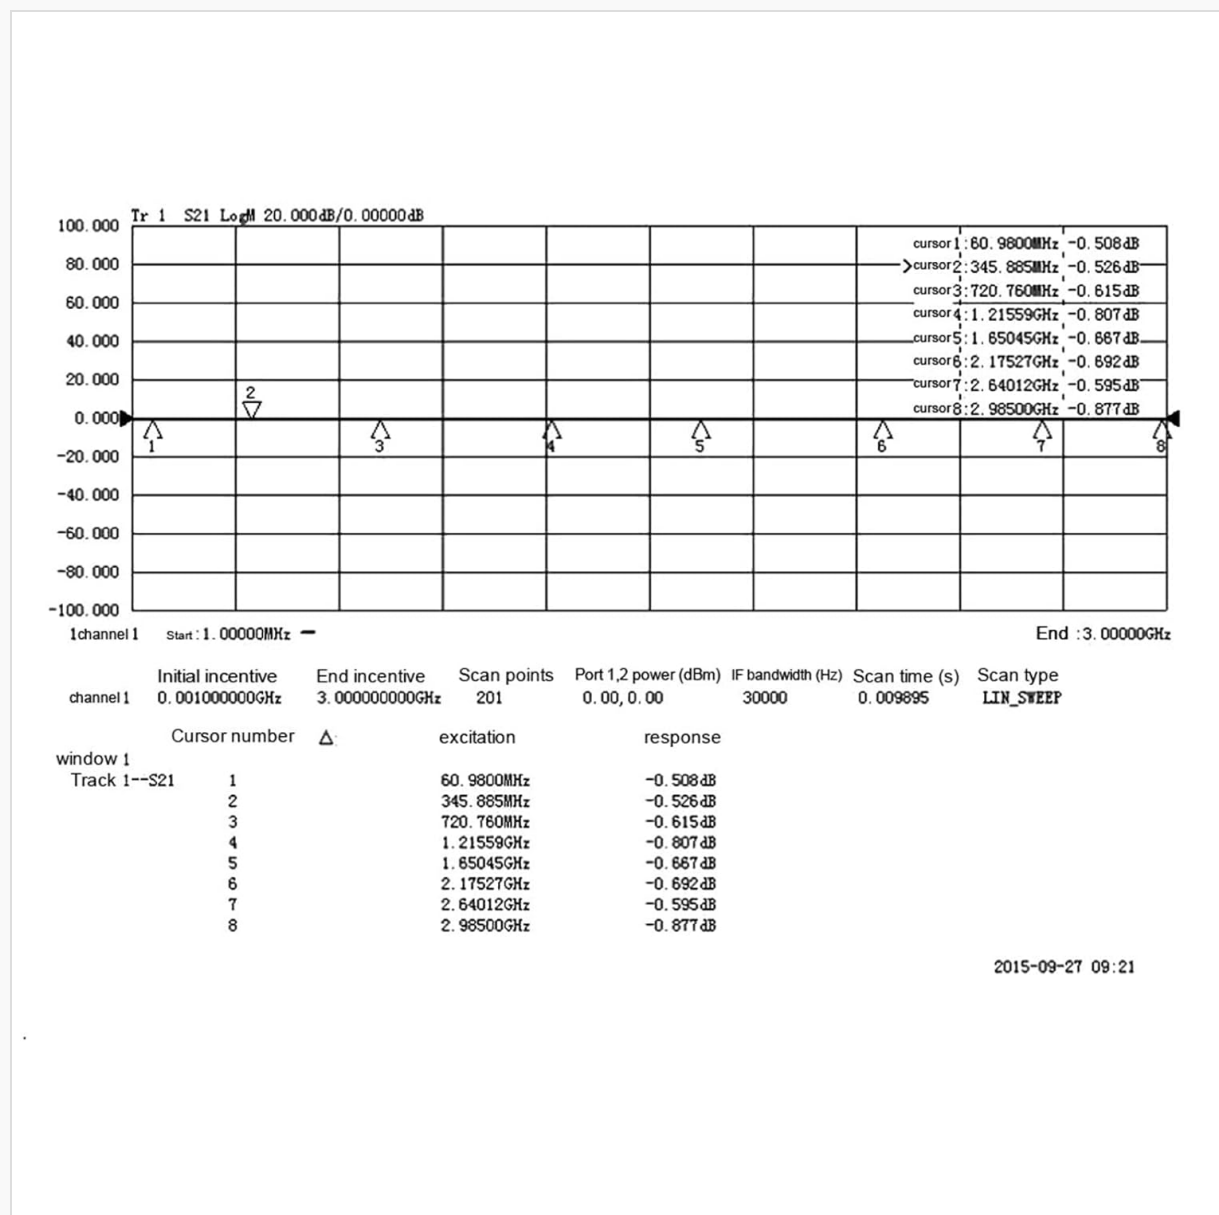 Tr 1 S21 LogM 20.000dB/0.00000dB
100.000
80.000
60.000
40.000
20.000
0.000
-20.000
-40.000
-60.000
-80.000
-100.000
cursor1:60.9800MHz -0.508dB
>cursor2:345.885MHz -0.526dB
cursor3:720.760MHz -0.615dB
cursor4:1.21559GHz -0.807dB
cursor5:1.65045GHz -0.667dB
cursor6:2.17527GHz -0.692dB
cursor7:2.64012GHz -0.595dB
cursor8:2.98500GHz -0.877dB
2
1 3 4 5 6 7 8
1channel1 Start:1.00000MHz — End :3.00000GHz
Initial incentive End incentive Scan points Port 1,2 power (dBm) IF bandwidth (Hz) Scan time (s) Scan type
channel1 0.001000000GHz 3.000000000GHz 201 0.00,0.00 30000 0.009895 LIN_SWEEP
Cursor number Δ: excitation response
window 1
Track 1--S21 1 60.9800MHz -0.508dB
2 345.885MHz -0.526dB
3 720.760MHz -0.615dB
4 1.21559GHz -0.807dB
5 1.65045GHz -0.667dB
6 2.17527GHz -0.692dB
7 2.64012GHz -0.595dB
8 2.98500GHz -0.877dB
2015-09-27 09:21